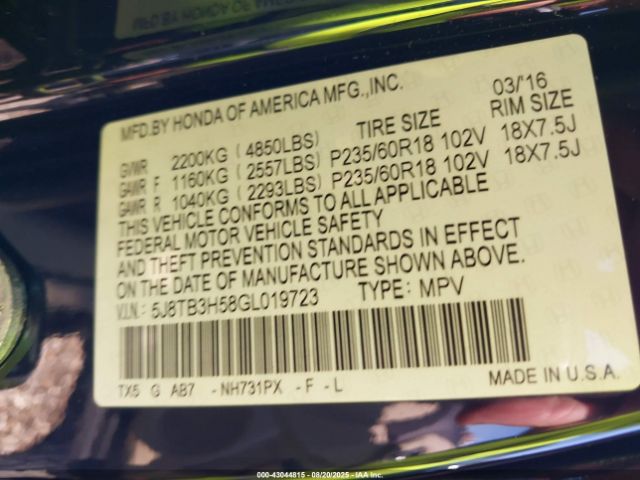 MFD.BY HONDA OF AMERICA MFG.,INC. 03/'16
TIRE SIZE RIM SIZE
GVWR 2200KG ( 4850LBS)
GAWR F 1160KG ( 2557LBS) P235/60R18 102V 18X7.5J
GAWR R 1040KG ( 2293LBS) P235/60R18 102V 18X7.5J
THIS VEHICLE CONFORMS TO ALL APPLICABLE
FEDERAL MOTOR VEHICLE SAFETY
AND THEFT PREVENTION STANDARDS IN EFFECT
ON THE DATE OF MANUFACTURE SHOWN ABOVE.
V.I.N.: 5J8TB3H58GL019723 TYPE: MPV
TX5 G AB7 - NH731PX - F - L MADE IN U.S.A.
000-43044815 - 08/20/2025 - IAA Inc.